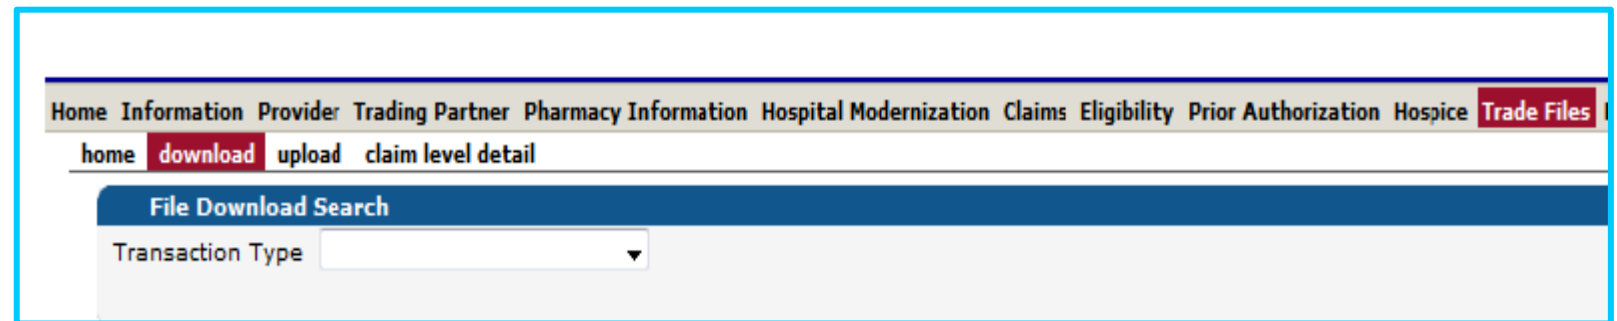 Home Information Provider Trading Partner Pharmacy Information Hospital Modernization Claims Eligibility Prior Authorization Hospice Trade Files
home download upload claim level detail
File Download Search
Transaction Type